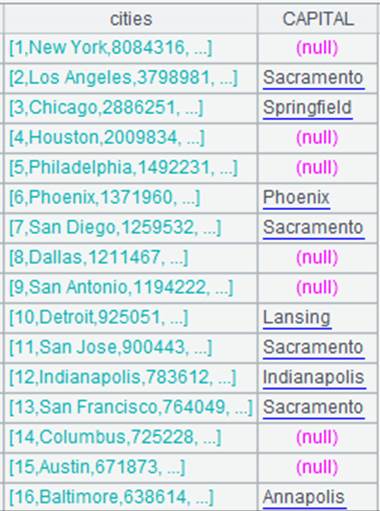 cities CAPITAL
[1,New York,8084316, ...] (null)
[2,Los Angeles,3798981, ...] Sacramento
[3,Chicago,2886251, ...] Springfield
[4,Houston,2009834, ...] (null)
[5,Philadelphia,1492231, ...] (null)
[6,Phoenix,1371960, ...] Phoenix
[7,San Diego,1259532, ...] Sacramento
[8,Dallas,1211467, ...] (null)
[9,San Antonio,1194222, ...] (null)
[10,Detroit,925051, ...] Lansing
[11,San Jose,900443, ...] Sacramento
[12,Indianapolis,783612, ...] Indianapolis
[13,San Francisco,764049, ...] Sacramento
[14,Columbus,725228, ...] (null)
[15,Austin,671873, ...] (null)
[16,Baltimore,638614, ...] Annapolis